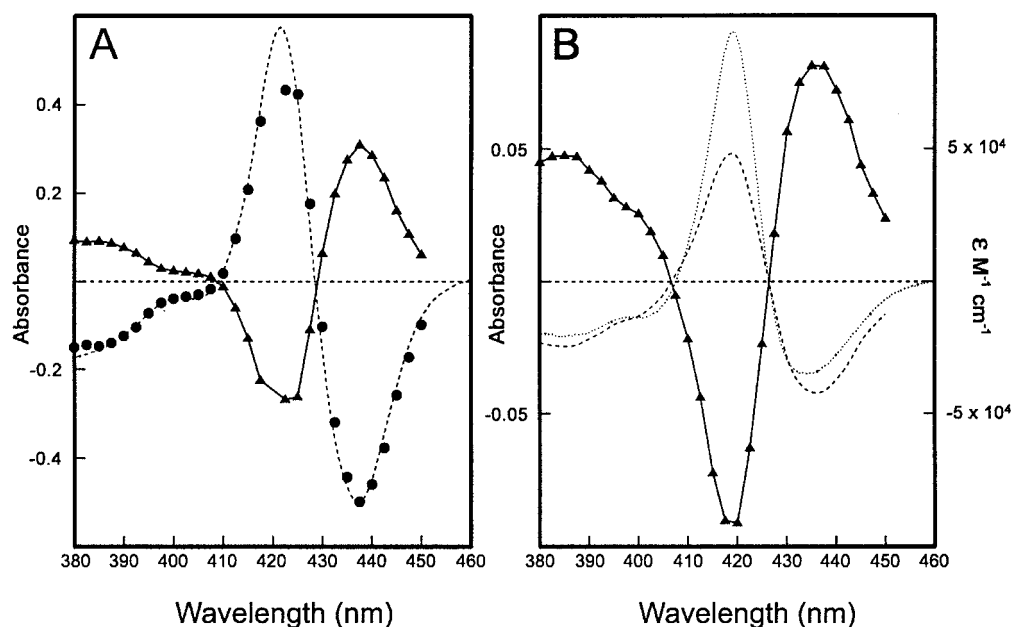 A
B
Absorbance
0.4
0.2
-0.2
-0.4
380 390 400 410 420 430 440 450 460
Wavelength (nm)
Absorbance
0.05
-0.05
5 x 10⁴
-5 x 10⁴
ε M⁻¹ cm⁻¹
380 390 400 410 420 430 440 450 460
Wavelength (nm)